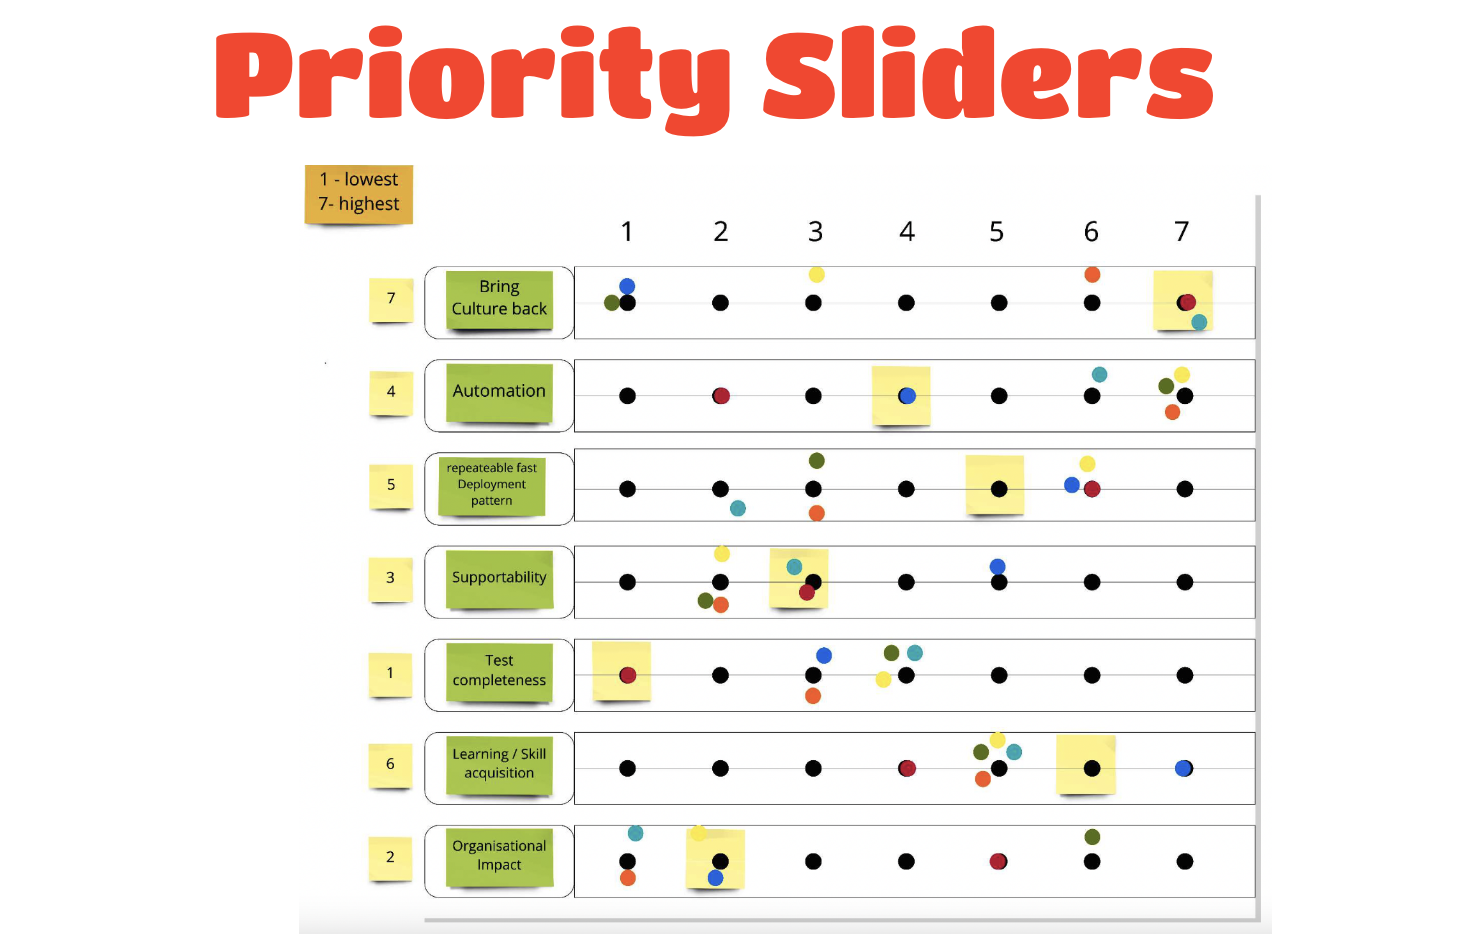 Priority Sliders
1 - lowest
7- highest
1 2 3 4 5 6 7
7
Bring
Culture back
4
Automation
5
repeateable fast
Deployment
pattern
3
Supportability
1
Test
completeness
6
Learning / Skill
acquisition
2
Organisational
Impact